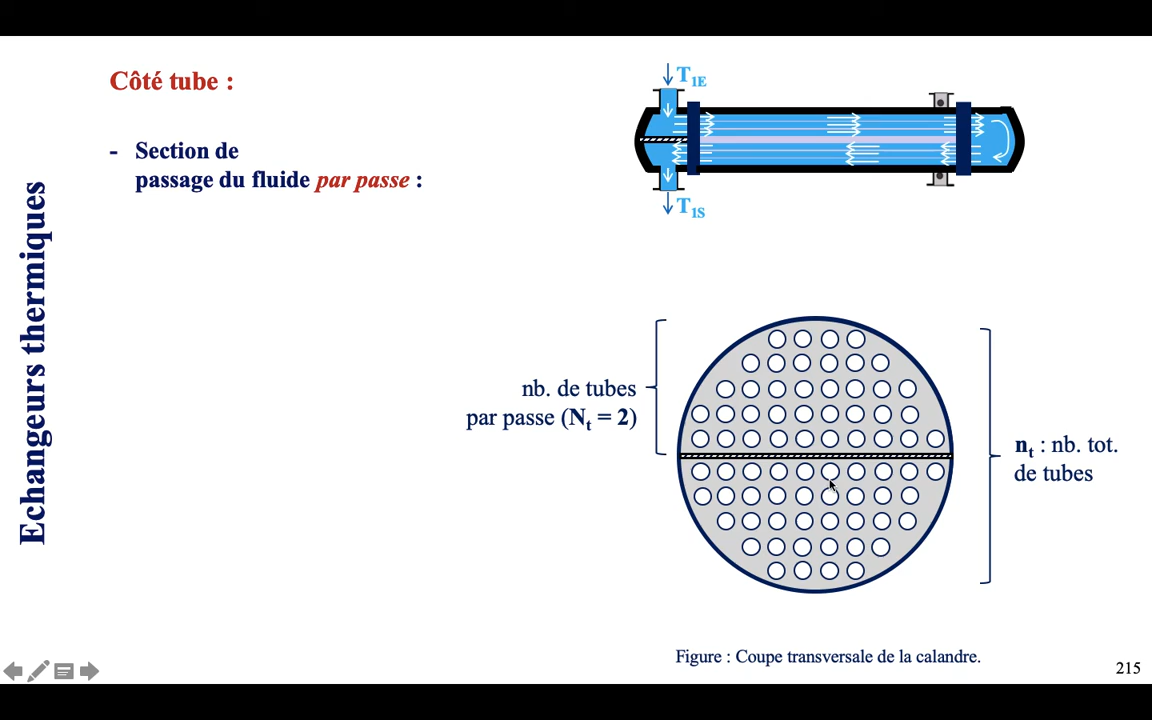 Echangeurs thermiques
Côté tube :
- Section de
passage du fluide par passe :
T1E
T1S
nb. de tubes
par passe (Nt = 2)
nt : nb. tot.
de tubes
Figure : Coupe transversale de la calandre.
215